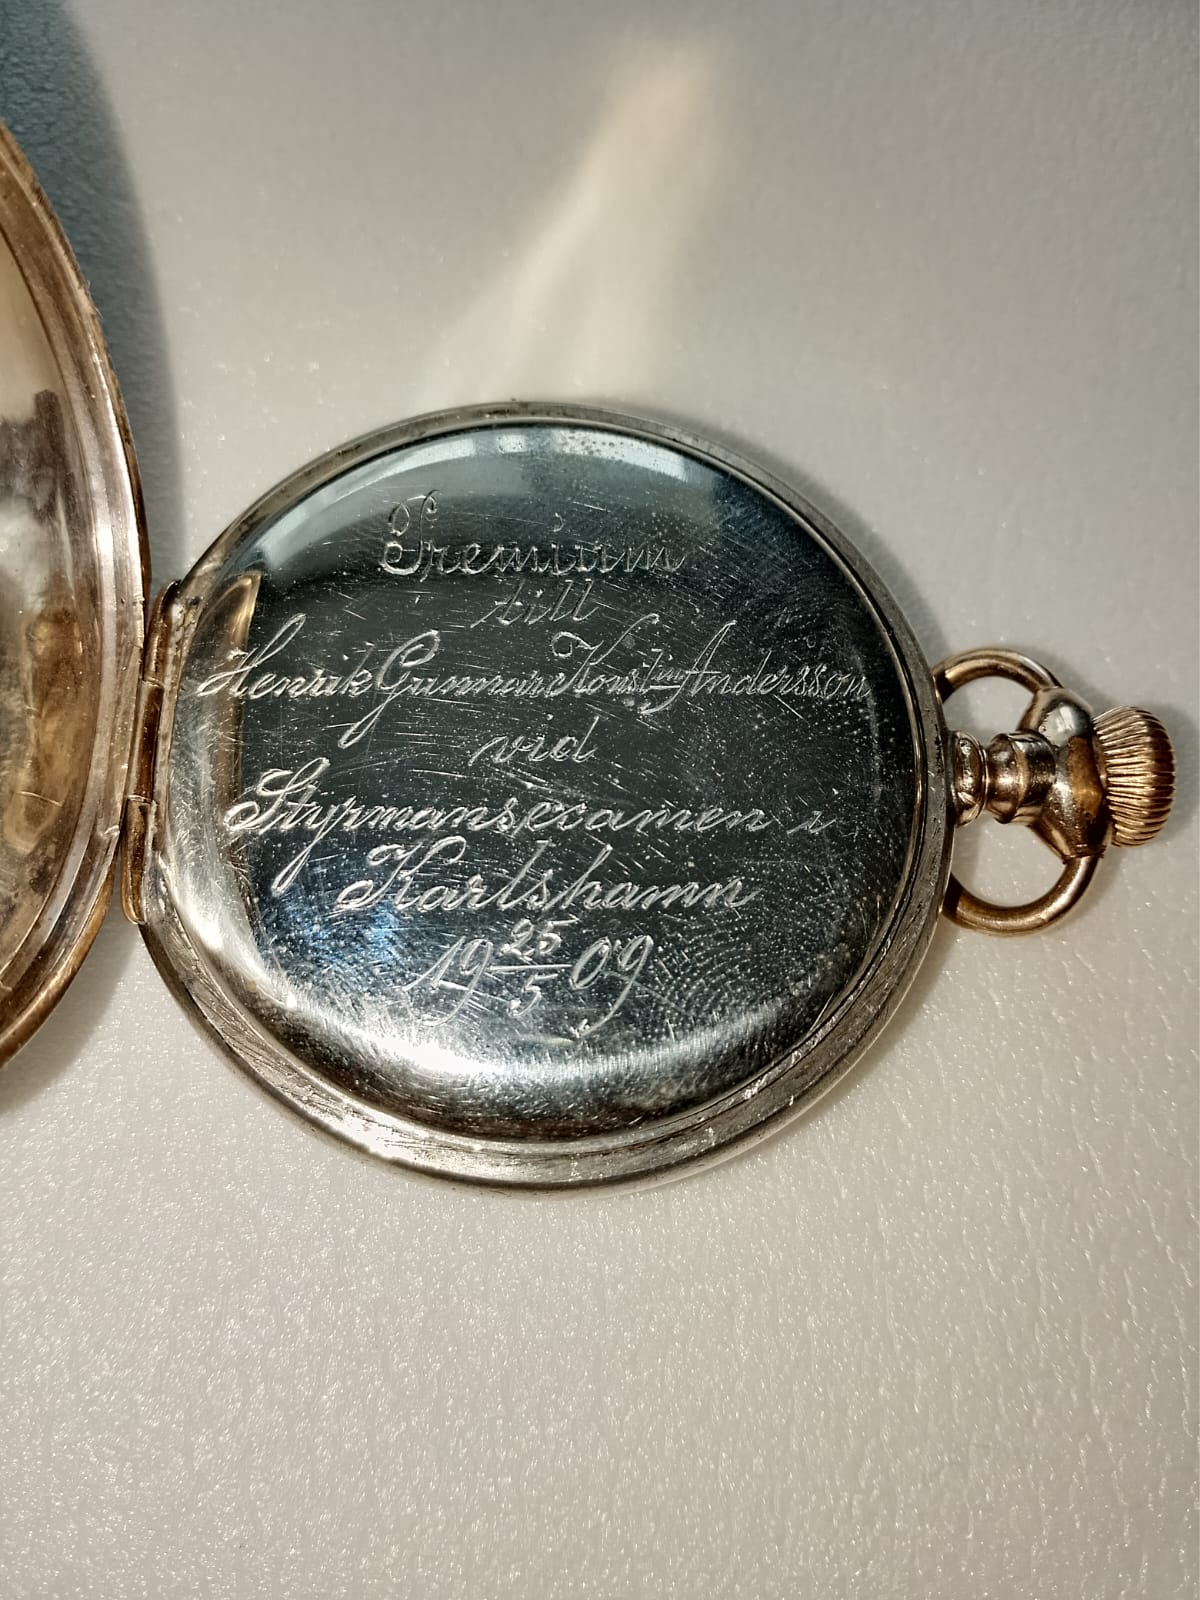 Premium
till
Henrik Gunnar Konst-in Andersson
vid
Styrmansexamen i
Karlshamn
19 25/5 09